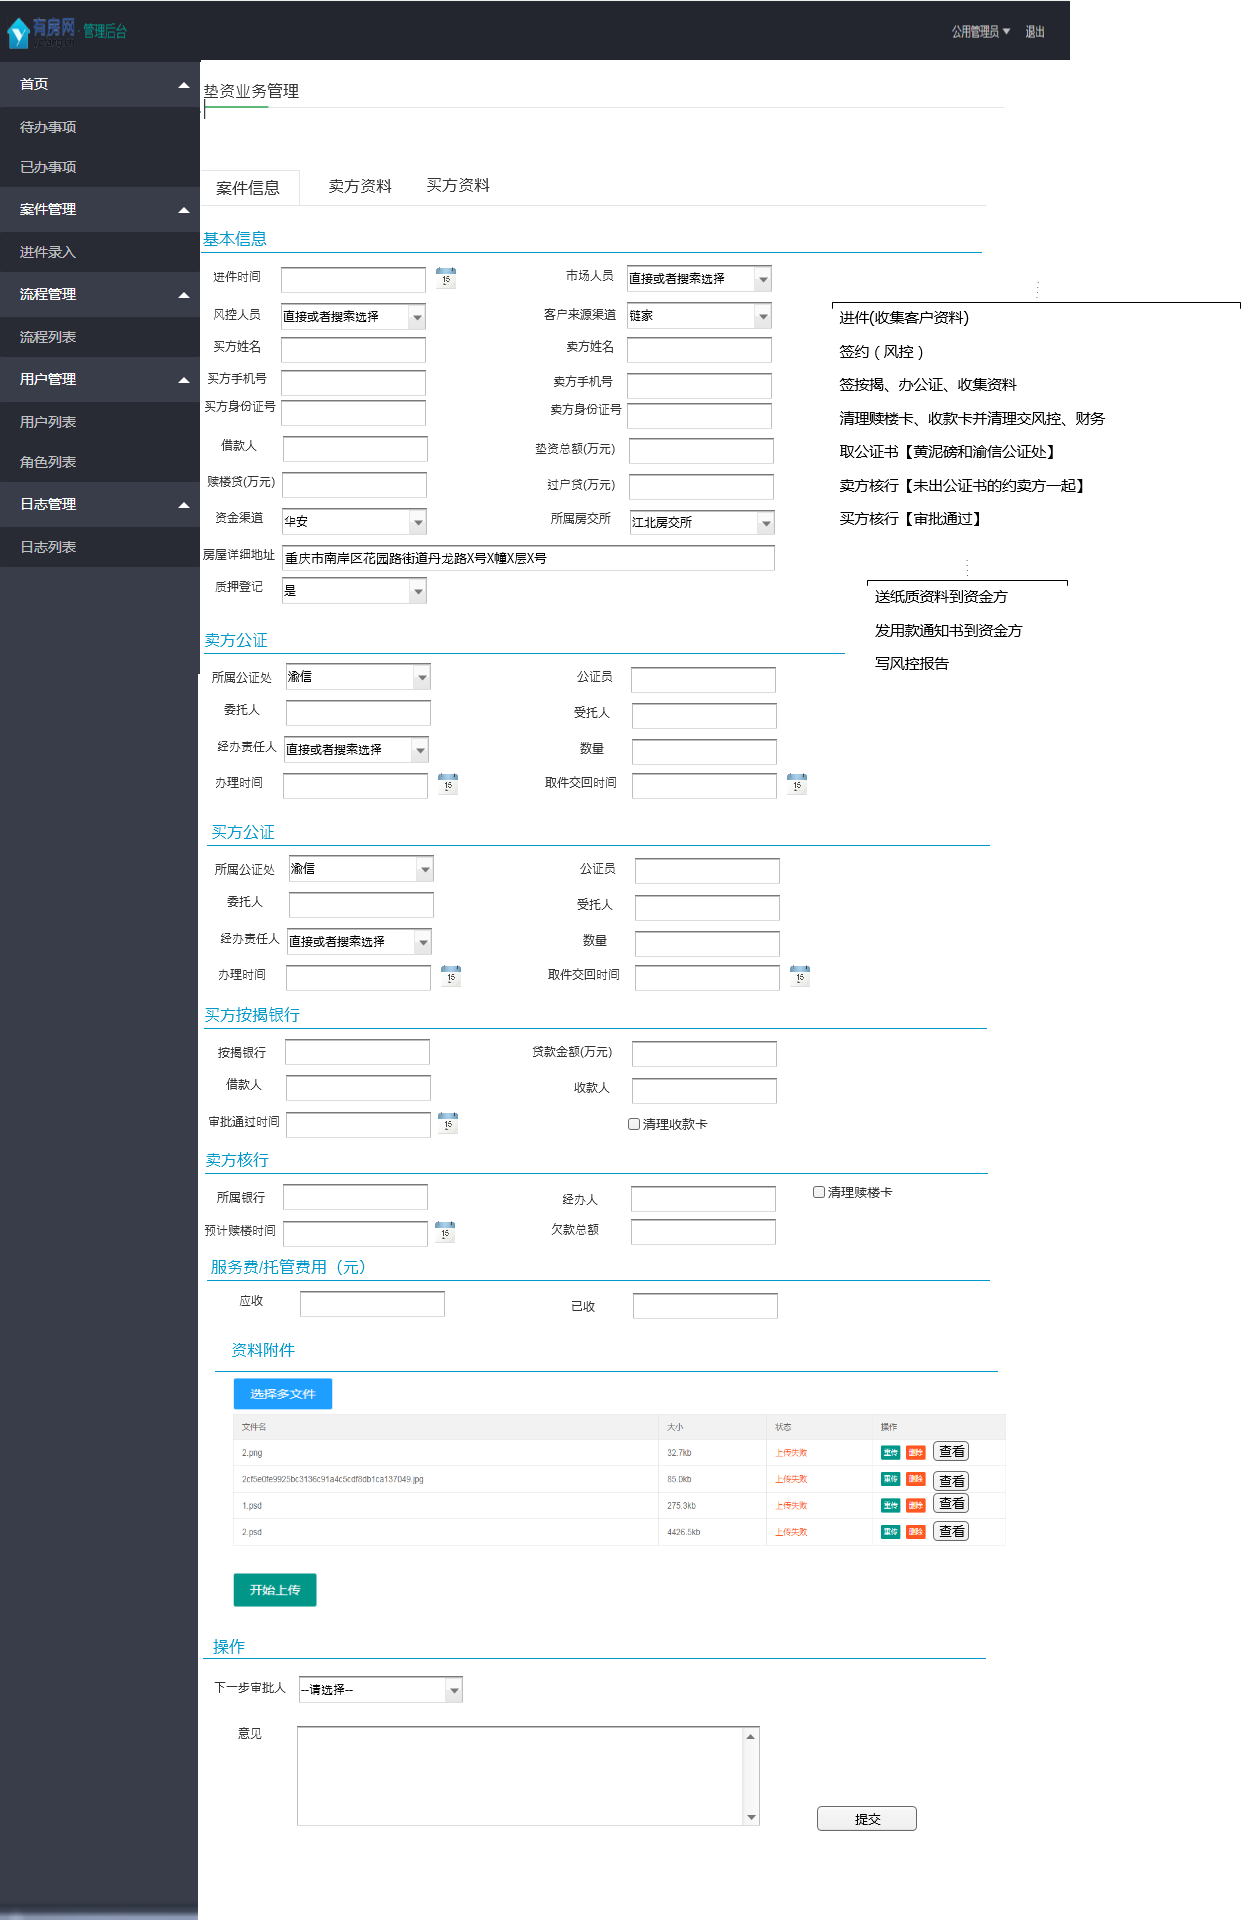 有房网·管理后台
公用管理员 退出
首页
待办事项
已办事项
案件管理
进件录入
流程管理
流程列表
用户管理
用户列表
角色列表
日志管理
日志列表
垫资业务管理
案件信息 卖方资料 买方资料
基本信息
进件时间 15 市场人员 直接或者搜索选择
风控人员 直接或者搜索选择 客户来源渠道 链家
买方姓名 卖方姓名
买方手机号 卖方手机号
买方身份证号 卖方身份证号
借款人 垫资总额(万元)
赎楼贷(万元) 过户贷(万元)
资金渠道 华安 所属房交所 江北房交所
房屋详细地址 重庆市南岸区花园路街道丹龙路X号X幢X层X号
质押登记 是
进件(收集客户资料)
签约（风控）
签按揭、办公证、收集资料
清理赎楼卡、收款卡并清理交风控、财务
取公证书【黄泥磅和渝信公证处】
卖方核行【未出公证书的约卖方一起】
买方核行【审批通过】
送纸质资料到资金方
发用款通知书到资金方
写风控报告
卖方公证
所属公证处 渝信 公证员
委托人 受托人
经办责任人 直接或者搜索选择 数量
办理时间 15 取件交回时间 15
买方公证
所属公证处 渝信 公证员
委托人 受托人
经办责任人 直接或者搜索选择 数量
办理时间 15 取件交回时间 15
买方按揭银行
按揭银行 贷款金额(万元)
借款人 收款人
审批通过时间 15 清理收款卡
卖方核行
所属银行 经办人 清理赎楼卡
预计赎楼时间 15 欠款总额
服务费/托管费用（元）
应收 已收
资料附件
选择多文件
文件名 大小 状态 操作
2.png 32.7kb 上传失败 重传 删除 查看
2cf5e0fe9925bc3136c91a4c5cdf8db1ca137049.jpg 85.0kb 上传失败 重传 删除 查看
1.psd 275.3kb 上传失败 重传 删除 查看
2.psd 4426.5kb 上传失败 重传 删除 查看
开始上传
操作
下一步审批人 --请选择--
意见
提交